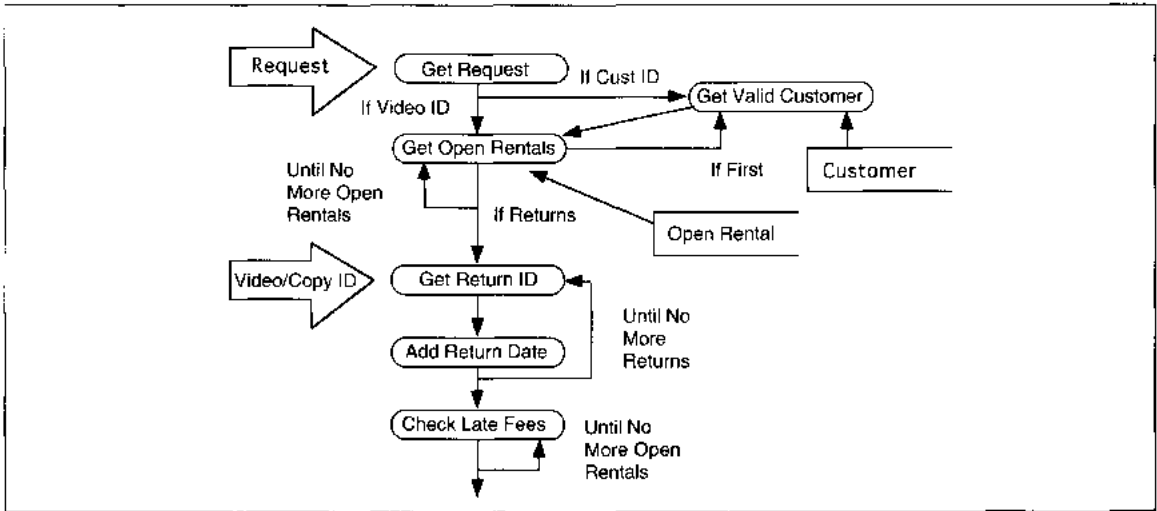 Request
Get Request
If Cust ID
Get Valid Customer
If Video ID
Get Open Rentals
Until No
More Open
Rentals
If First
Customer
If Returns
Open Rental
Video/Copy ID
Get Return ID
Until No
More
Returns
Add Return Date
Check Late Fees
Until No
More Open
Rentals